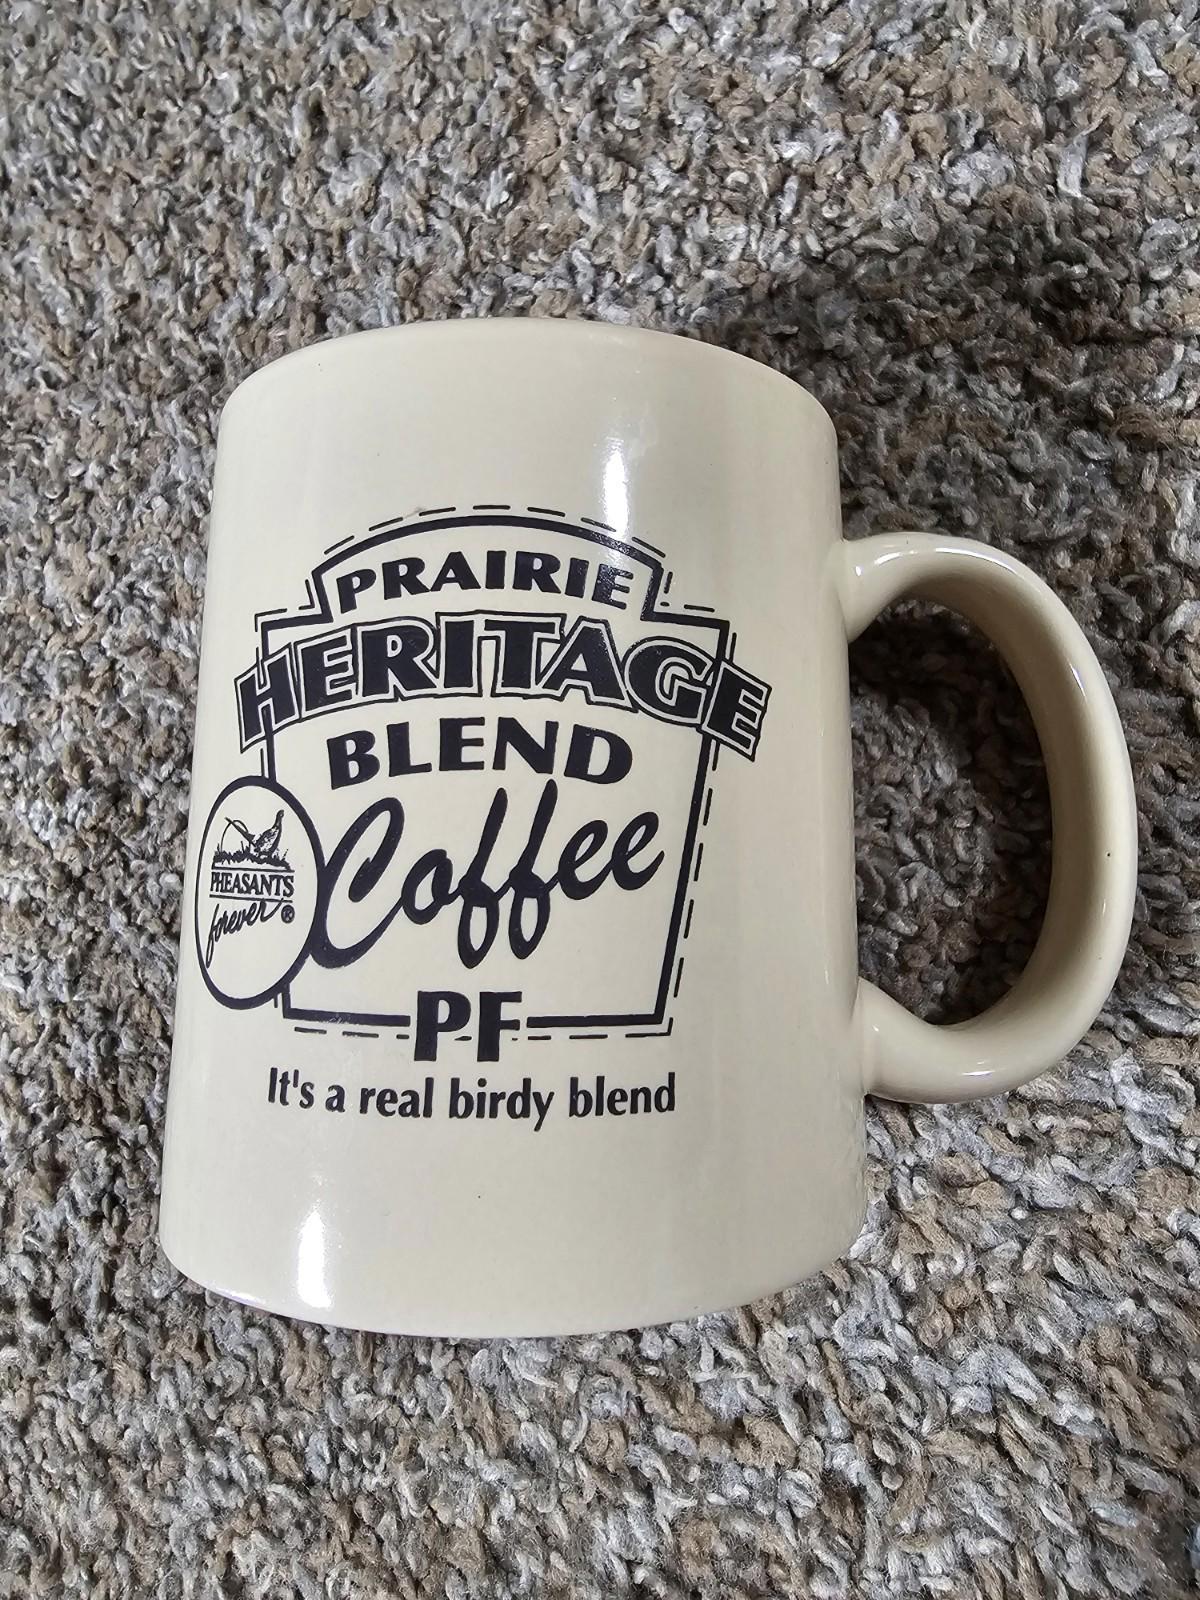 PRAIRIE
HERITAGE
BLEND
Coffee
PHEASANTS
forever®
PF
It's a real birdy blend